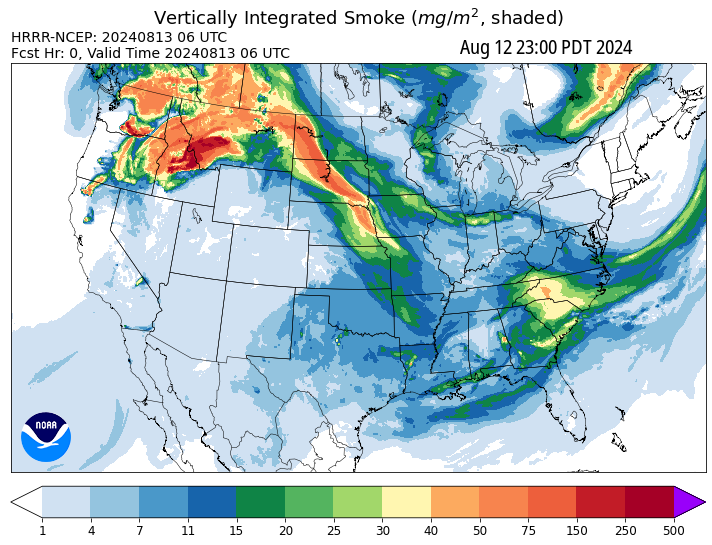 Vertically Integrated Smoke (mg/m², shaded)
HRRR-NCEP: 20240813 06 UTC
Fcst Hr: 0, Valid Time 20240813 06 UTC
Aug 12 23:00 PDT 2024
NOAA
1 4 7 11 15 20 25 30 40 50 75 150 250 500